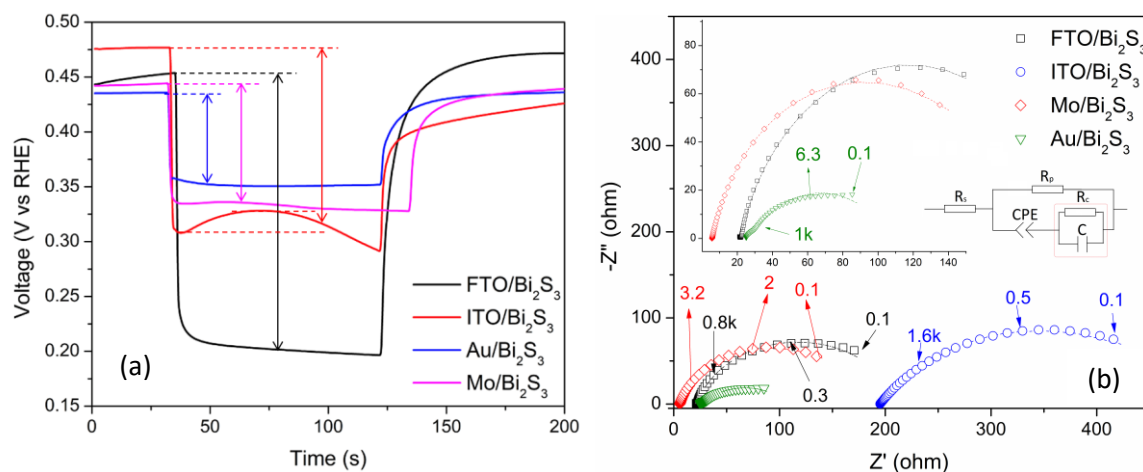 0.50
0.45
0.40
0.35
0.30
0.25
0.20
0.15
Voltage (V vs RHE)
0
50
100
150
200
Time (s)
FTO/Bi₂S₃
ITO/Bi₂S₃
Au/Bi₂S₃
Mo/Bi₂S₃
(a)
-400
-300
-200
-100
0
-Z'' (ohm)
0
100
200
300
400
Z' (ohm)
FTO/Bi₂S₃
ITO/Bi₂S₃
Mo/Bi₂S₃
Au/Bi₂S₃
80
60
40
20
0
20
40
60
80
100
120
140
6.3
0.1
1k
Rₛ
Rₚ
CPE
R꜀
C
3.2
0.8k
2
0.1
0.1
0.3
1.6k
0.5
0.1
(b)